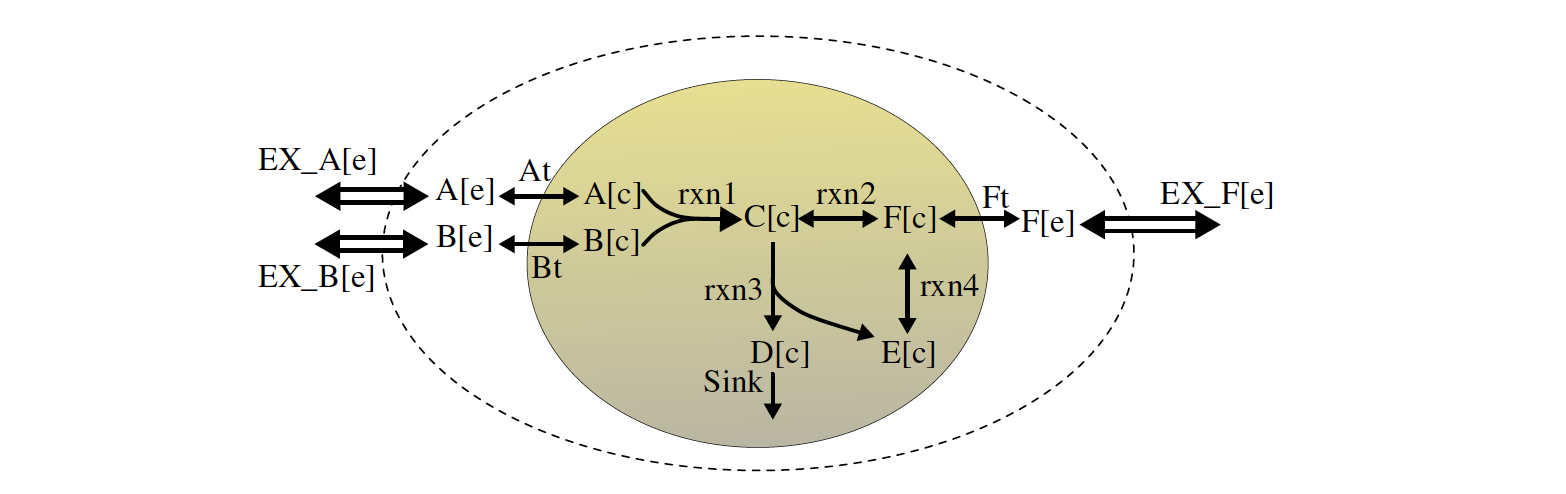 EX_A[e]
A[e]
At
A[c]
rxn1
C[c]
rxn2
F[c]
Ft
F[e]
EX_F[e]
EX_B[e]
B[e]
Bt
B[c]
rxn3
rxn4
D[c]
E[c]
Sink